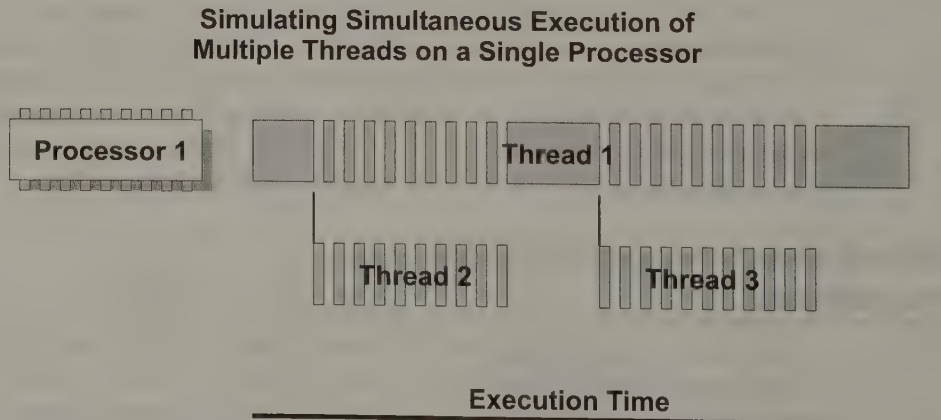 Simulating Simultaneous Execution of
Multiple Threads on a Single Processor
Processor 1
Thread 1
Thread 2
Thread 3
Execution Time